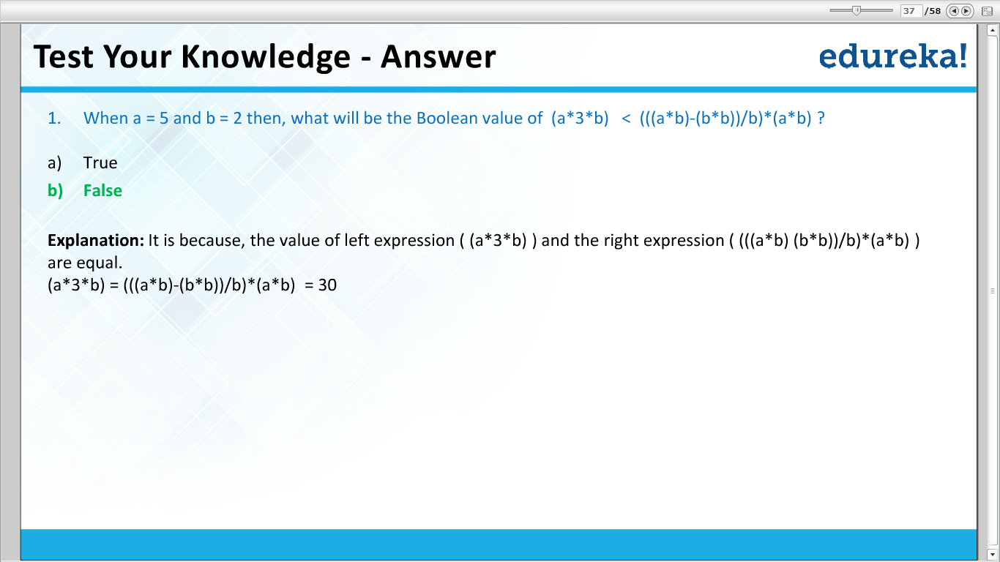 37 /58
Test Your Knowledge - Answer
edureka!
1. When a = 5 and b = 2 then, what will be the Boolean value of (a*3*b) < (((a*b)-(b*b))/b)*(a*b) ?
a) True
b) False
Explanation: It is because, the value of left expression ( (a*3*b) ) and the right expression ( (((a*b) (b*b))/b)*(a*b) )
are equal.
(a*3*b) = (((a*b)-(b*b))/b)*(a*b) = 30